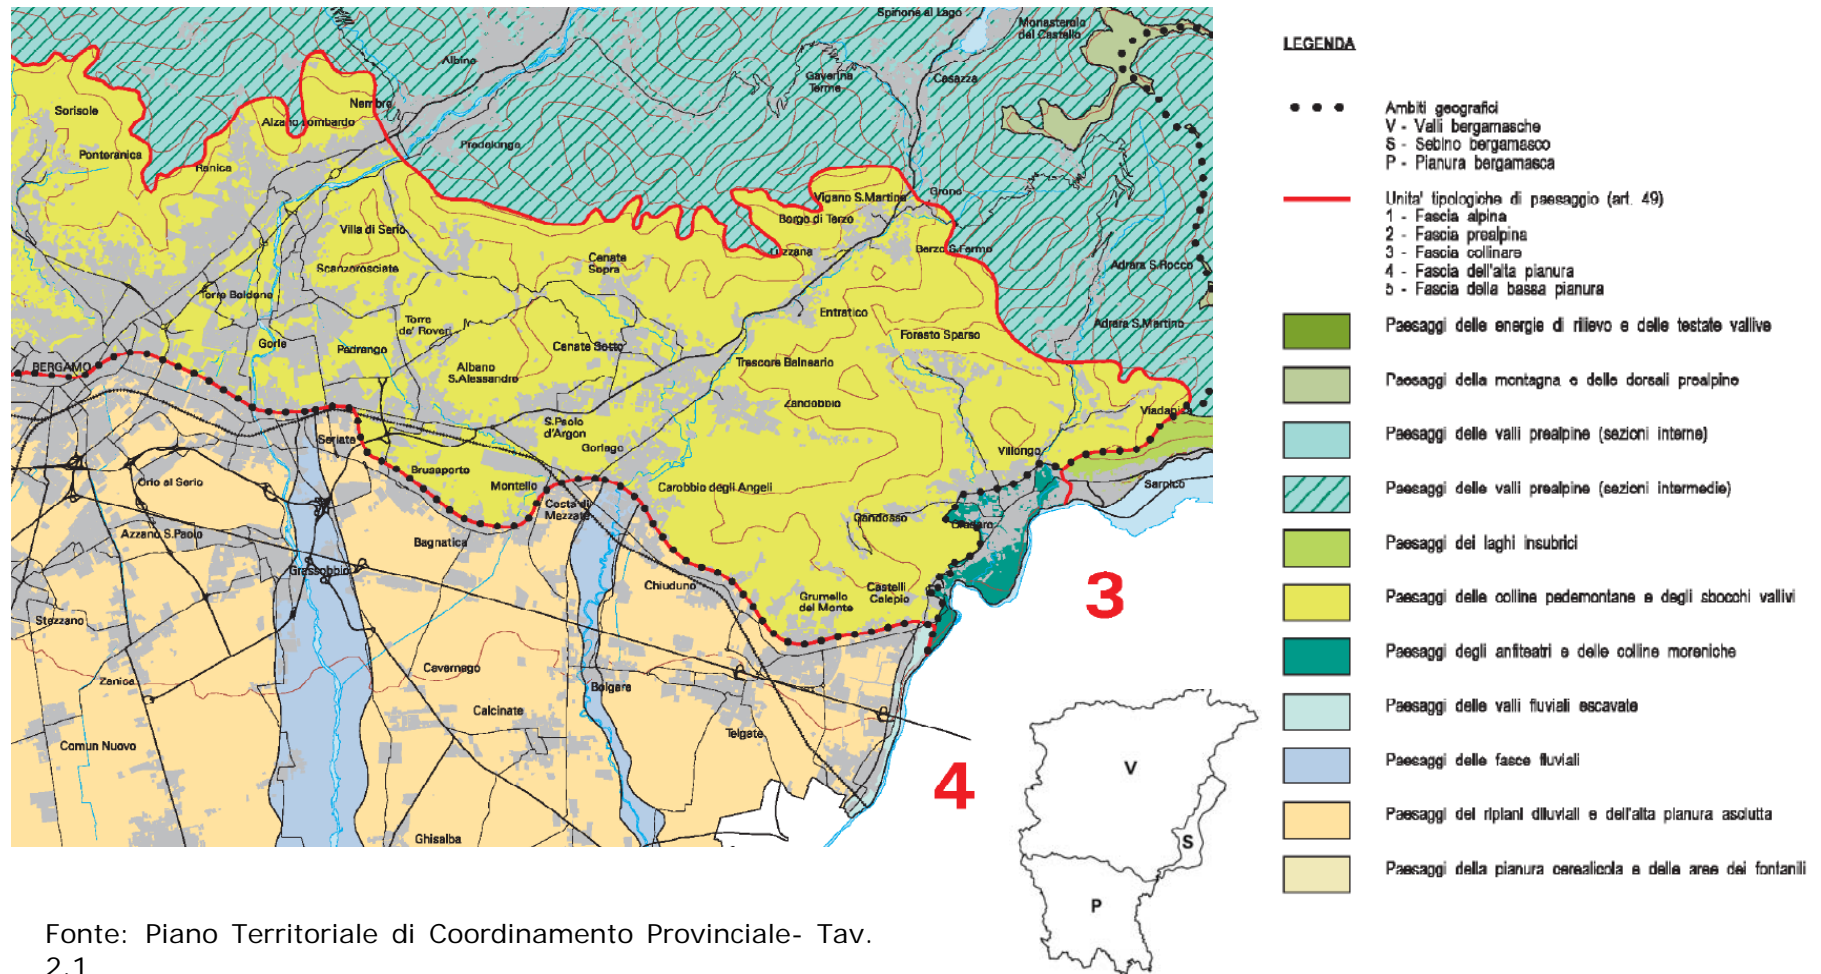 Spinone al Lago
Monasterolo
del Castello
Albino
Gaverina
Terme
Casazza
Sorisole
Nembro
Alzano Lombardo
Ponteranica
Ranica
Predalunga
Grone
Vigano S.Martino
Borgo di Terzo
Villa di Serio
Luzzana
Berzo S.Fermo
Cenate
Sopra
Scanzorosciate
Adrara S.Rocco
Torre Boldone
Entratico
Torre
de' Roveri
Adrara S.Martino
Foresto Sparso
Gorle
Pedrengo
Cenate Sotto
BERGAMO
Albano
S.Alessandro
Trescore Balneario
Zandobbio
Viadanica
S.Paolo
d'Argon
Seriate
Gorlago
Villongo
Brusaporto
Orio al Serio
Montello
Carobbio degli Angeli
Sarnico
Costa di
Mezzate
Gandosso
Credaro
Azzano S.Paolo
Bagnatica
Grassobbio
Chiuduno
Castelli
Calepio
Grumello
del Monte
3
Stezzano
Cavernago
Zanica
Bolgare
Calcinate
Telgate
Comun Nuovo
4
Ghisalba
LEGENDA
Ambiti geografici
V - Valli bergamasche
S - Sebino bergamasco
P - Pianura bergamasca
Unita' tipologiche di paesaggio (art. 49)
1 - Fascia alpina
2 - Fascia prealpina
3 - Fascia collinare
4 - Fascia dell'alta pianura
5 - Fascia della bassa pianura
Paesaggi delle energie di rilievo e delle testate vallive
Paesaggi della montagna e delle dorsali prealpine
Paesaggi delle valli prealpine (sezioni interne)
Paesaggi delle valli prealpine (sezioni intermedie)
Paesaggi dei laghi insubrici
Paesaggi delle colline pedemontane e degli sbocchi vallivi
Paesaggi degli anfiteatri e delle colline moreniche
Paesaggi delle valli fluviali escavate
Paesaggi delle fasce fluviali
Paesaggi dei ripiani diluviali e dell'alta pianura asciutta
Paesaggi della pianura cerealicola e delle aree dei fontanili
V
S
P
Fonte: Piano Territoriale di Coordinamento Provinciale- Tav.
2.1